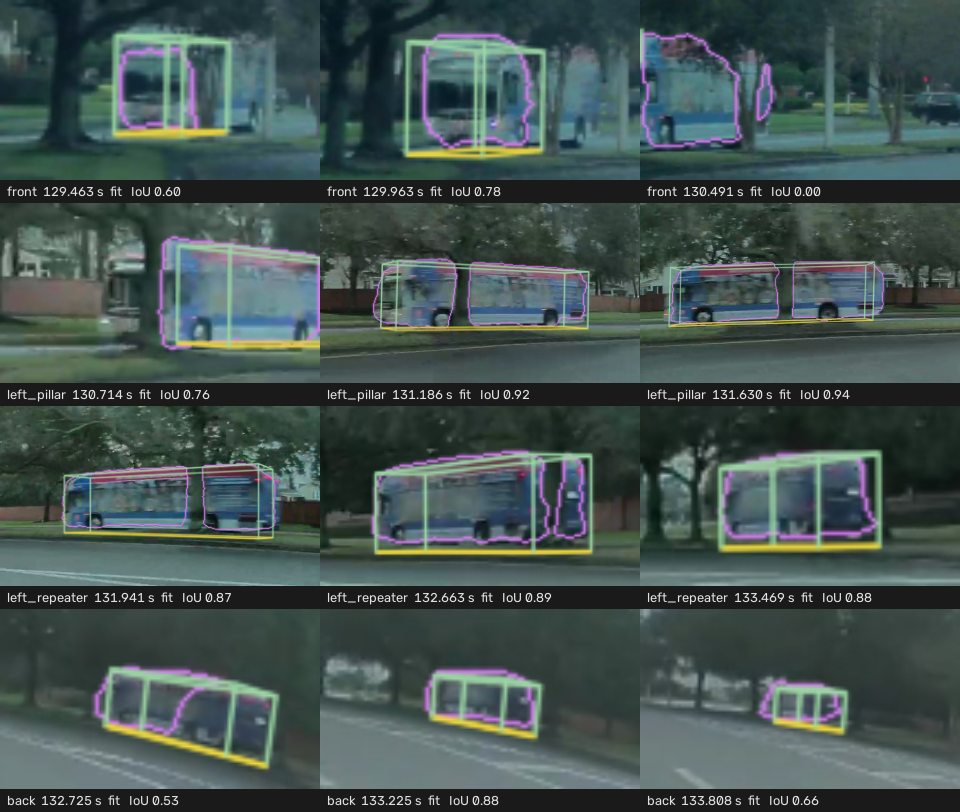 front 129.463 s fit IoU 0.60
front 129.963 s fit IoU 0.78
front 130.491 s fit IoU 0.00
left_pillar 130.714 s fit IoU 0.76
left_pillar 131.186 s fit IoU 0.92
left_pillar 131.630 s fit IoU 0.94
left_repeater 131.941 s fit IoU 0.87
left_repeater 132.663 s fit IoU 0.89
left_repeater 133.469 s fit IoU 0.88
back 132.725 s fit IoU 0.53
back 133.225 s fit IoU 0.88
back 133.808 s fit IoU 0.66